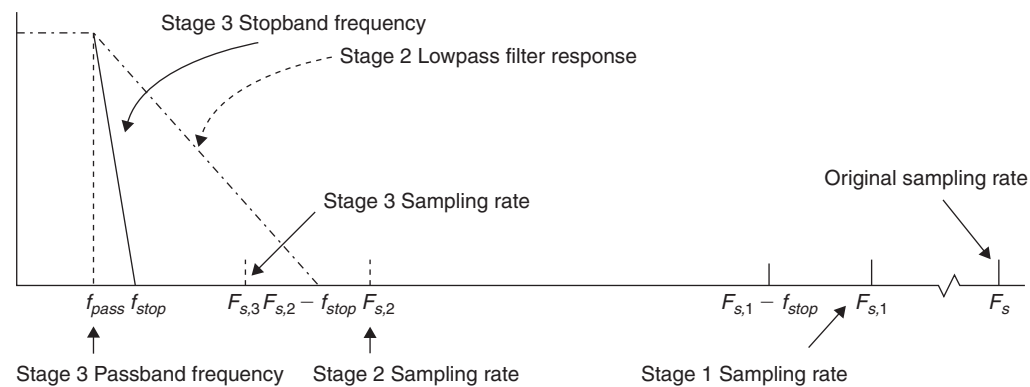 Stage 3 Stopband frequency
Stage 2 Lowpass filter response
Original sampling rate
Stage 3 Sampling rate
f_pass f_stop F_s,3 F_s,2 − f_stop F_s,2 F_s,1 − f_stop F_s,1 F_s
Stage 3 Passband frequency Stage 2 Sampling rate Stage 1 Sampling rate